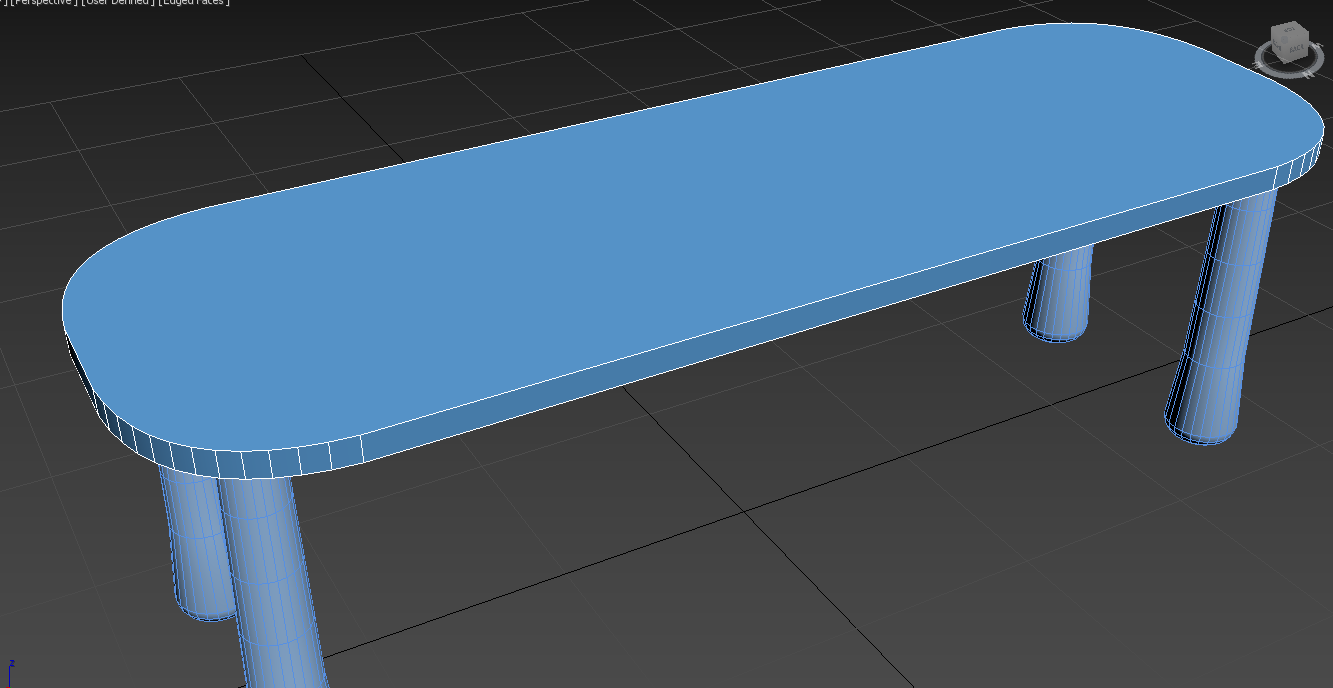 ] [Perspective ] [User Defined ] [Edged Faces ]
z